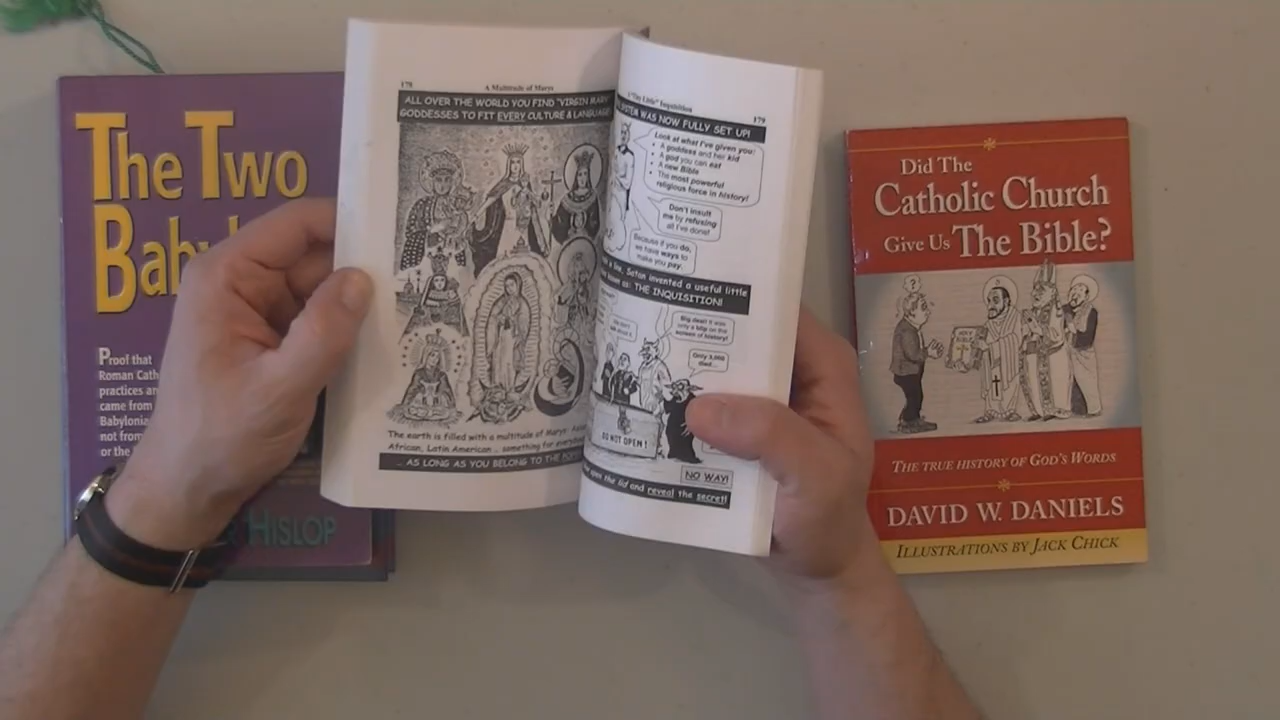 The Two
Bab
Proof that
Roman Cath
practices an
came from
Babylonia
not from
or the
HISLOP
178
A Multitude of Marys
ALL OVER THE WORLD YOU FIND "VIRGIN MARY"
GODDESSES TO FIT EVERY CULTURE & LANGUAGE
The earth is filled with a multitude of Marys:
African, Latin American ... something for
... AS LONG AS YOU BELONG TO THE
"Tiny Little" Inquisition
179
SYSTEM WAS NOW FULLY SET UP!
Look at what I've given you:
• A goddess and her kid
• A god you can eat
• A new Bible
• The most powerful
religious force in history!
Don't insult
me by refusing
all I've done!
Because if you do,
we have ways to
make you pay.
Satan invented a useful little
THE INQUISITION!
Big deal! It was
only a blip on the
screen of history!
Only 3,000
died...
DO NOT OPEN!
NO WAY!
open the lid and reveal the secret!
Did The
Catholic Church
Give Us The Bible?
?
HOLY
BIBLE
THE TRUE HISTORY OF GOD'S WORDS
DAVID W. DANIELS
ILLUSTRATIONS BY JACK CHICK